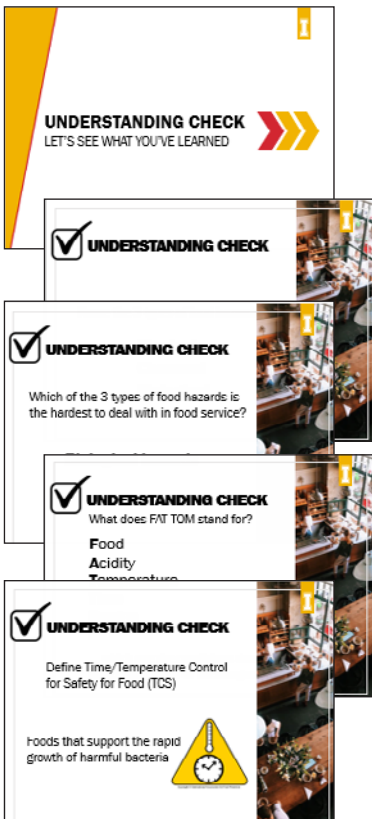 I
UNDERSTANDING CHECK
LET'S SEE WHAT YOU'VE LEARNED
I
UNDERSTANDING CHECK
I
UNDERSTANDING CHECK
Which of the 3 types of food hazards is
the hardest to deal with in food service?
I
UNDERSTANDING CHECK
What does FAT TOM stand for?
Food
Acidity
Temperature
I
UNDERSTANDING CHECK
Define Time/Temperature Control
for Safety for Food (TCS)
Foods that support the rapid
growth of harmful bacteria